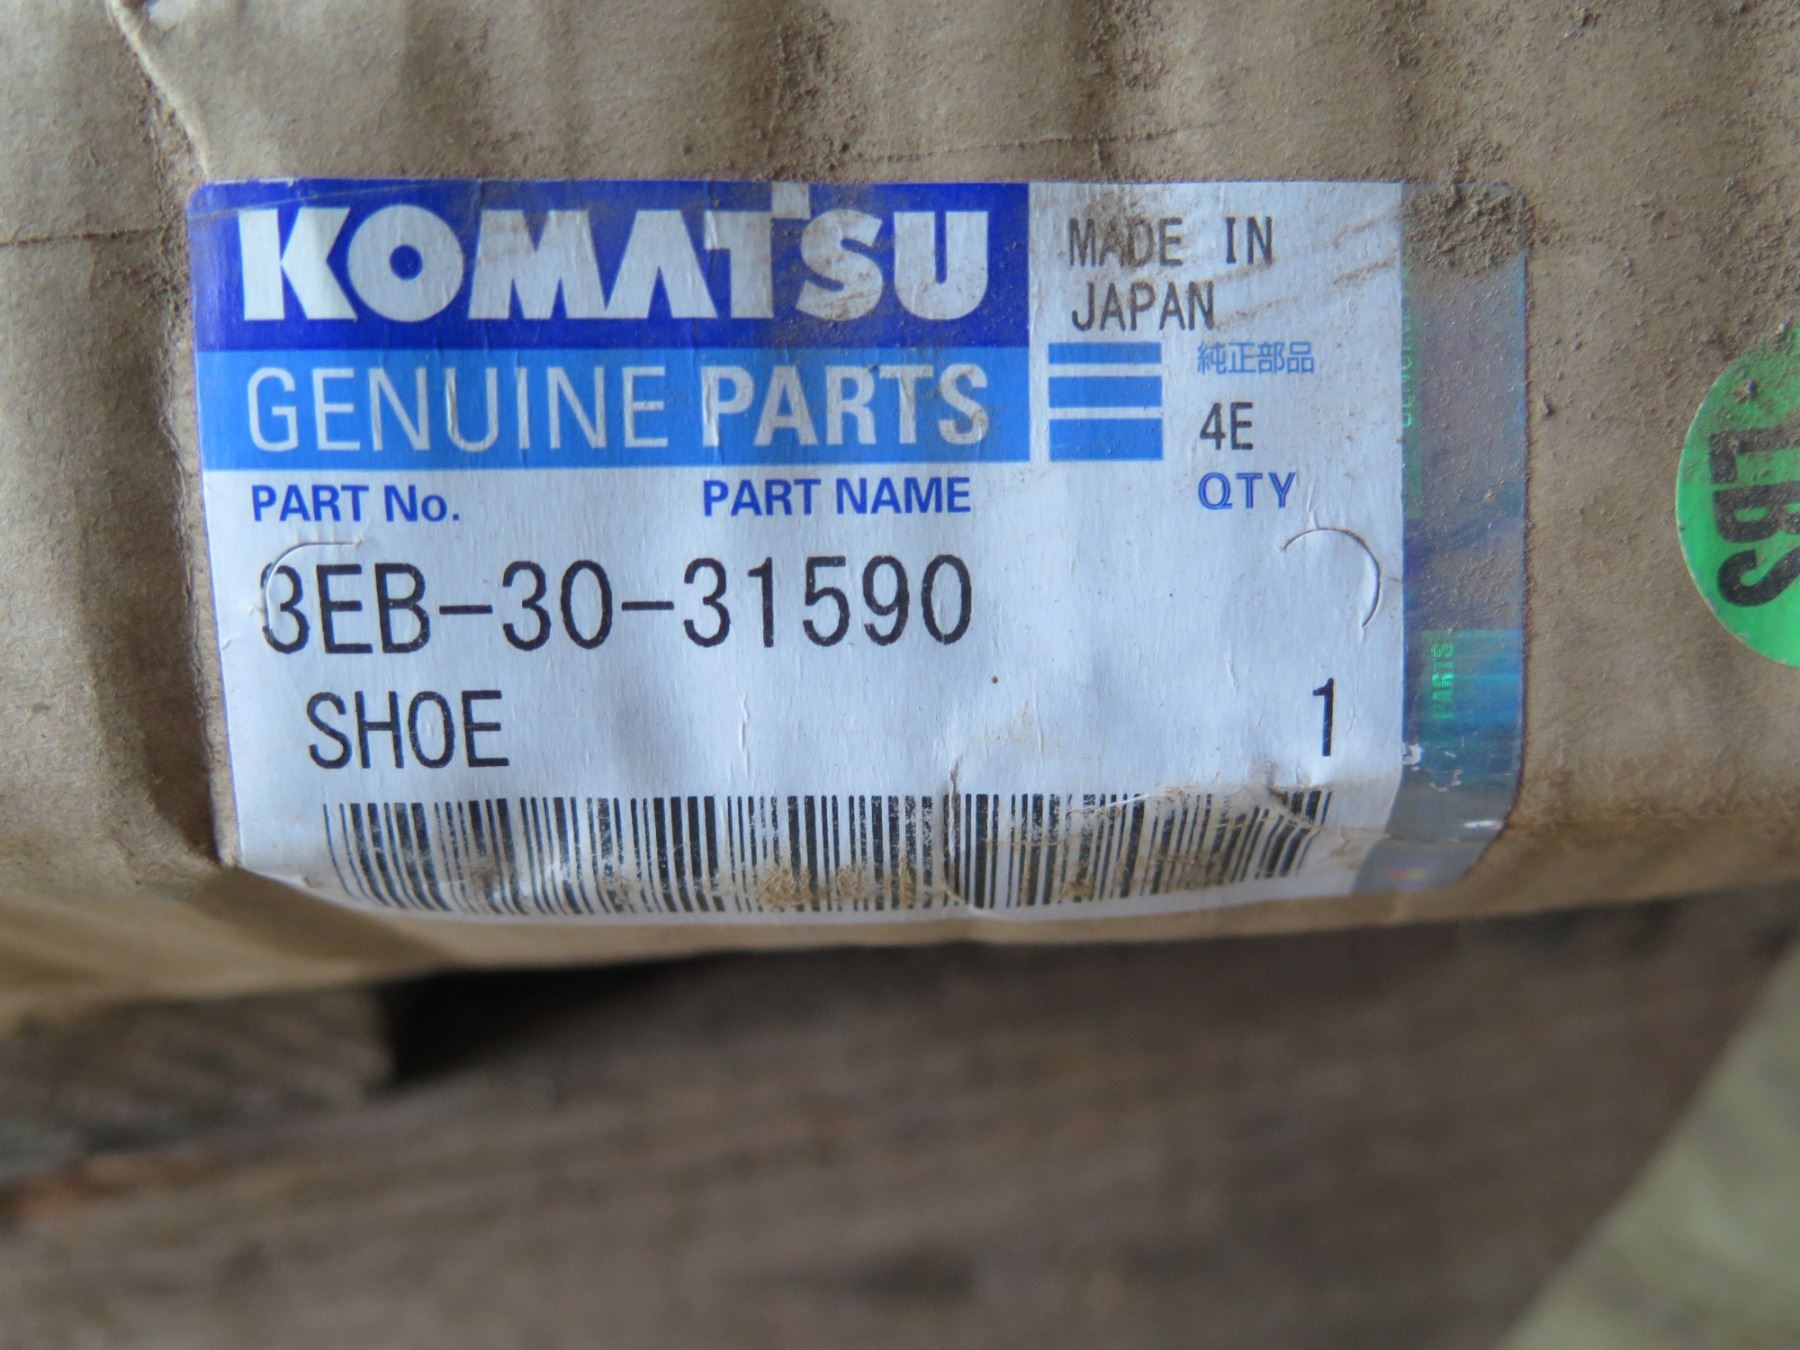 KOMATSU
MADE IN
JAPAN
GENUINE PARTS
純正部品
4E
PART No. PART NAME QTY
3EB-30-31590
SHOE 1
PARTS
LBS